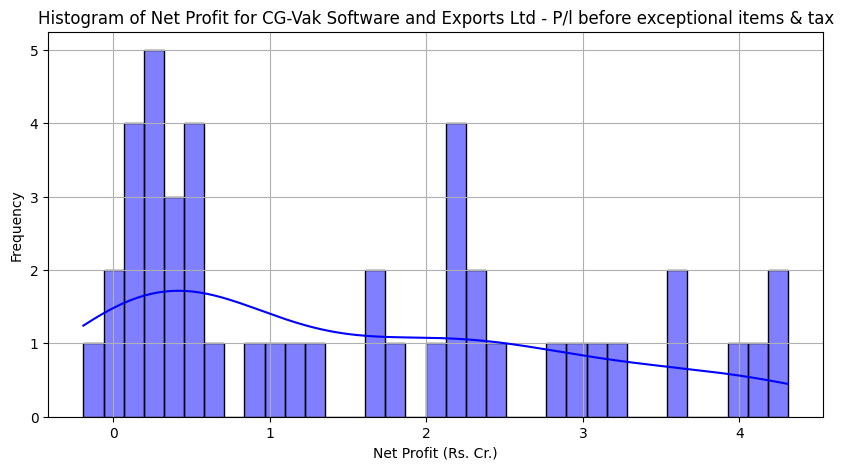 Histogram of Net Profit for CG-Vak Software and Exports Ltd - P/l before exceptional items & tax
5
4
3
2
1
0
Frequency
0 1 2 3 4
Net Profit (Rs. Cr.)